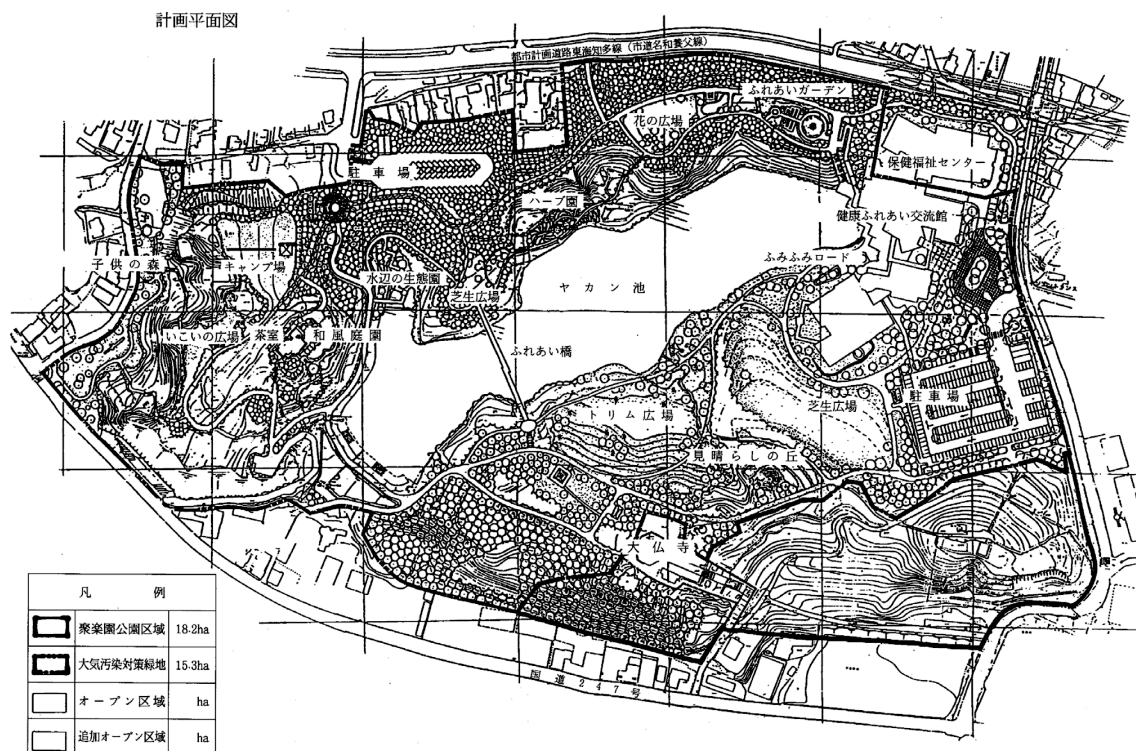 計画平面図
都市計画道路東海知多線（市道名和養父線）
ふれあいガーデン
花の広場
保健福祉センター
駐車場
ハーブ園
健康ふれあい交流館
ふみふみロード
子供の森
キャンプ場
水辺の生態園
芝生広場
ヤカン池
いこいの広場
茶室
和風庭園
ふれあい橋
トリム広場
芝生広場
駐車場
見晴らしの丘
大仏寺
国道247号
凡例
聚楽園公園区域 18.2ha
大気汚染対策緑地 15.3ha
オープン区域 ha
追加オープン区域 ha